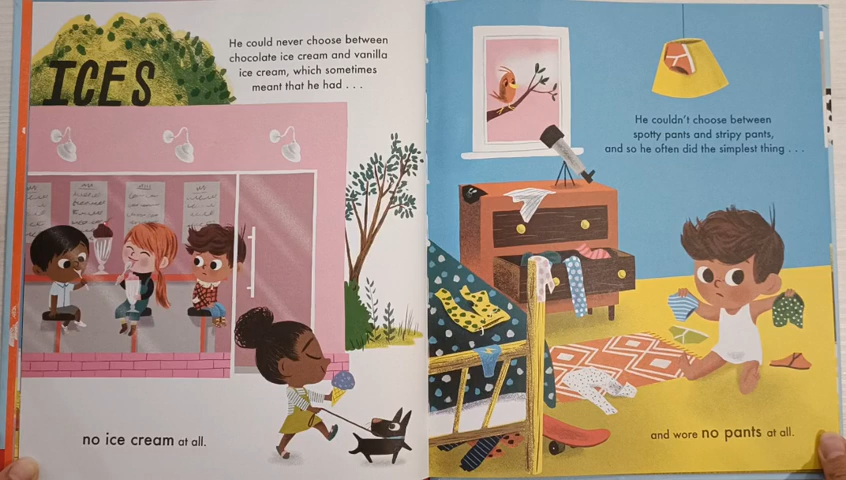 ICES
He could never choose between
chocolate ice cream and vanilla
ice cream, which sometimes
meant that he had . . .
no ice cream at all.
He couldn't choose between
spotty pants and stripy pants,
and so he often did the simplest thing . . .
and wore no pants at all.